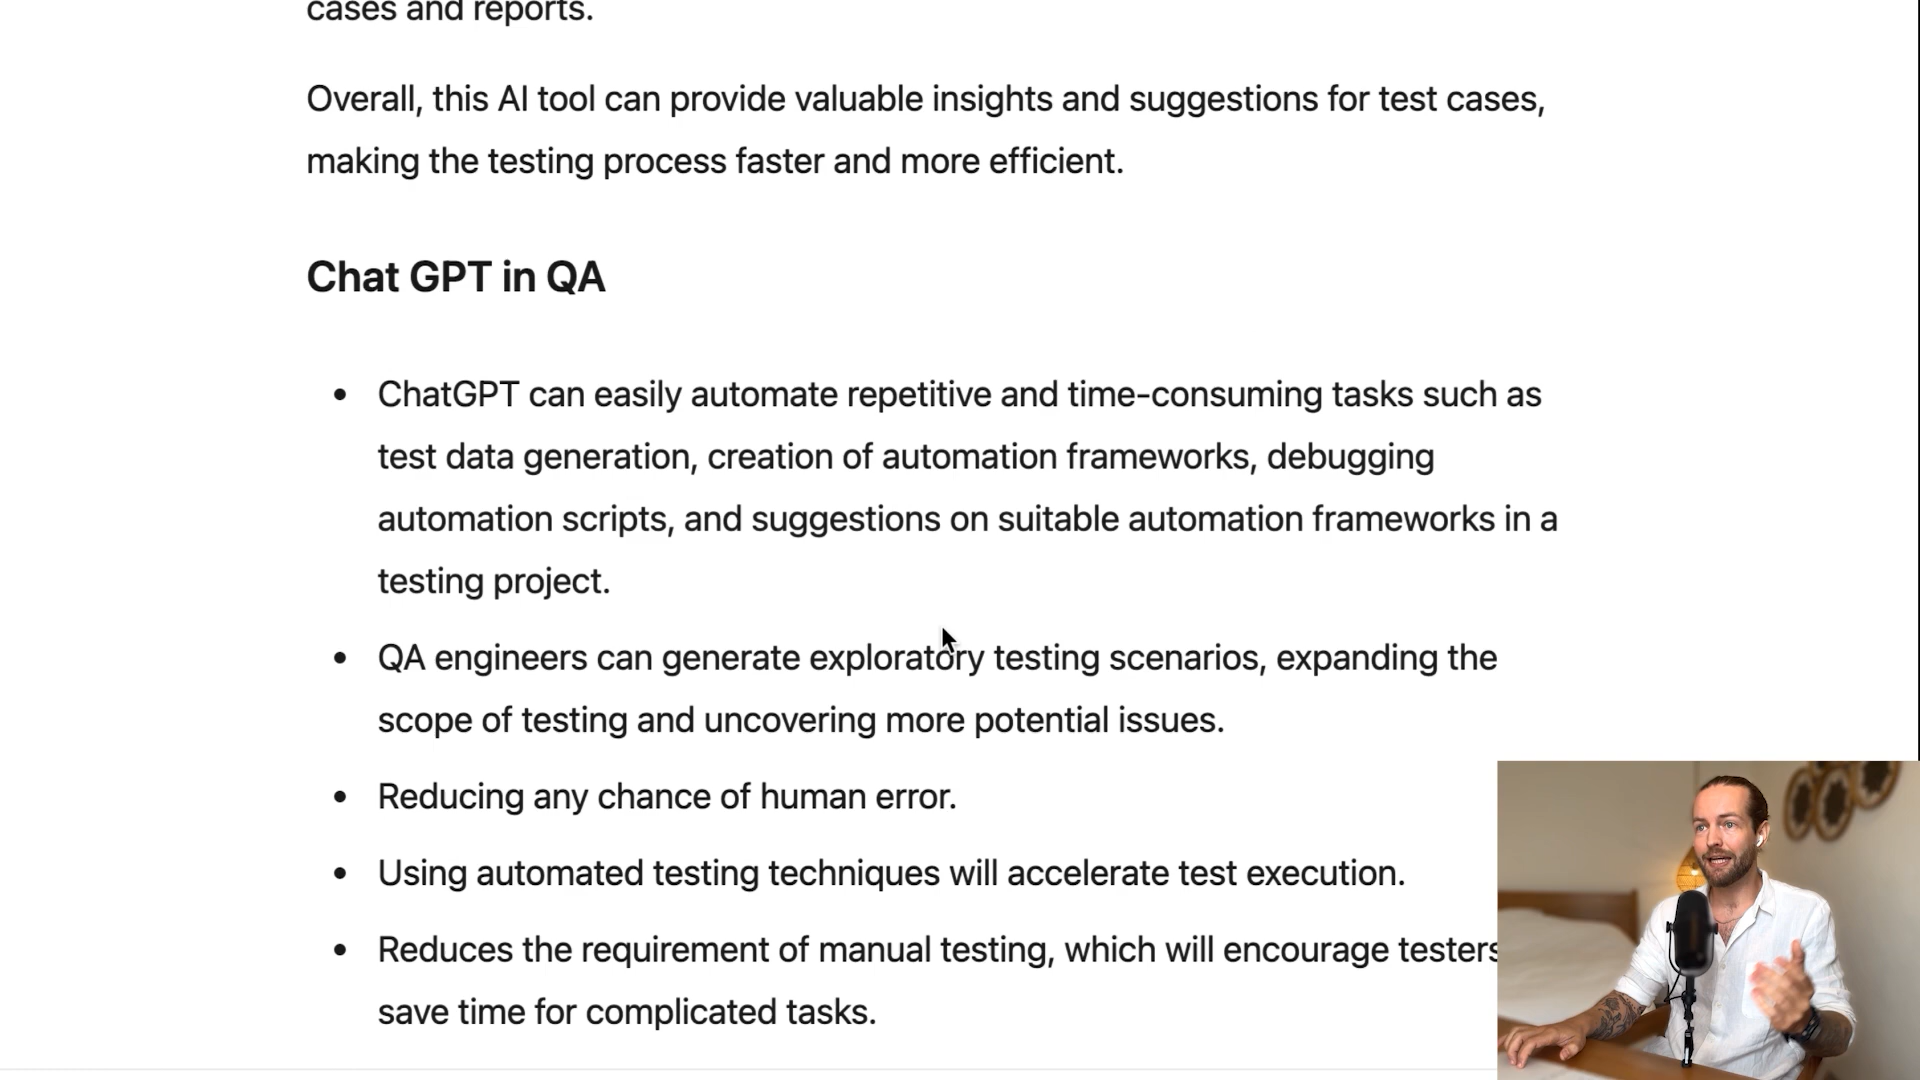 cases and reports.
Overall, this AI tool can provide valuable insights and suggestions for test cases,
making the testing process faster and more efficient.
Chat GPT in QA
• ChatGPT can easily automate repetitive and time-consuming tasks such as
test data generation, creation of automation frameworks, debugging
automation scripts, and suggestions on suitable automation frameworks in a
testing project.
• QA engineers can generate exploratory testing scenarios, expanding the
scope of testing and uncovering more potential issues.
• Reducing any chance of human error.
• Using automated testing techniques will accelerate test execution.
• Reduces the requirement of manual testing, which will encourage testers
save time for complicated tasks.